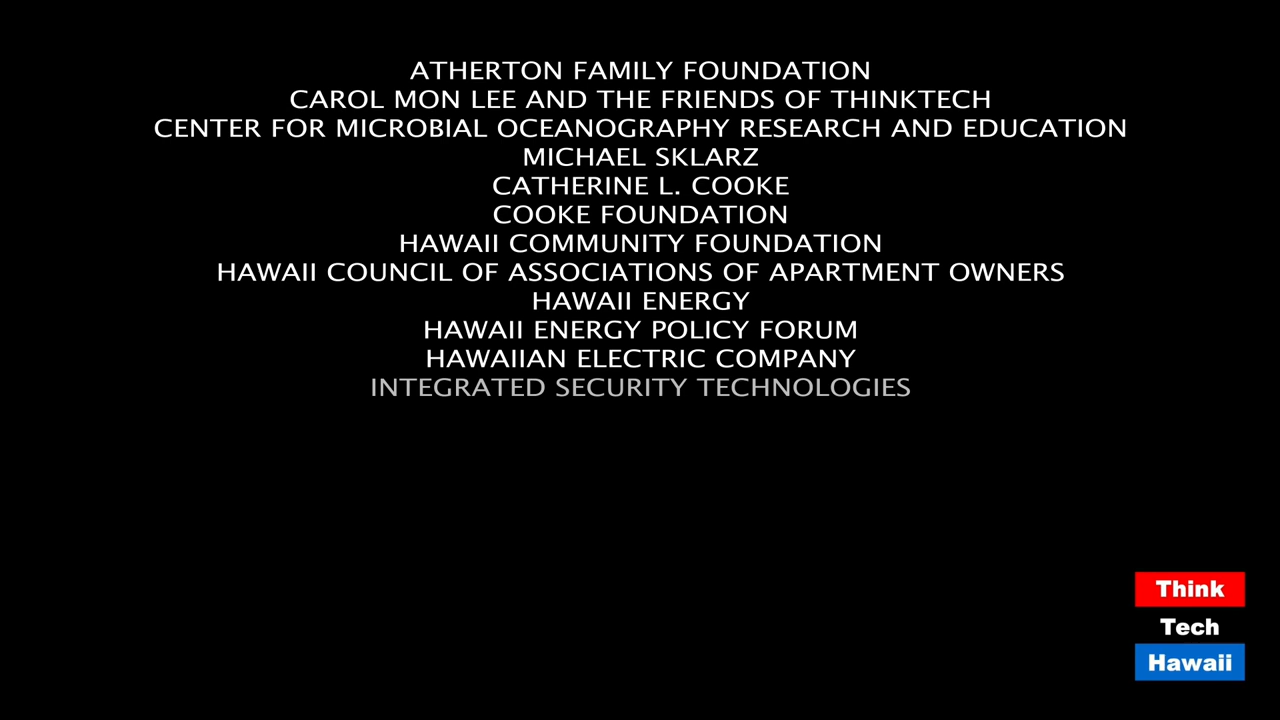 ATHERTON FAMILY FOUNDATION
CAROL MON LEE AND THE FRIENDS OF THINKTECH
CENTER FOR MICROBIAL OCEANOGRAPHY RESEARCH AND EDUCATION
MICHAEL SKLARZ
CATHERINE L. COOKE
COOKE FOUNDATION
HAWAII COMMUNITY FOUNDATION
HAWAII COUNCIL OF ASSOCIATIONS OF APARTMENT OWNERS
HAWAII ENERGY
HAWAII ENERGY POLICY FORUM
HAWAIIAN ELECTRIC COMPANY
INTEGRATED SECURITY TECHNOLOGIES
Think
Tech
Hawaii